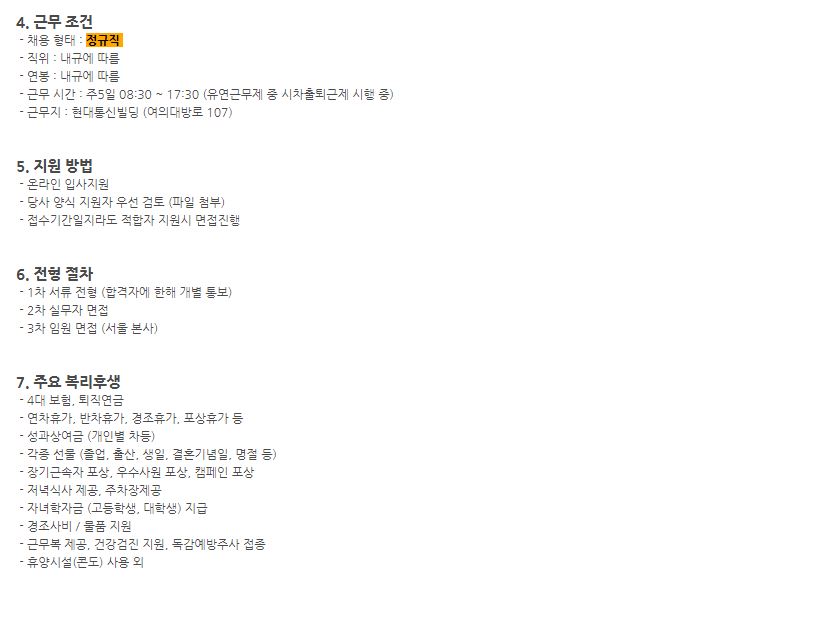 4. 근무 조건
- 채용 형태 : 정규직
- 직위 : 내규에 따름
- 연봉 : 내규에 따름
- 근무 시간 : 주5일 08:30 ~ 17:30 (유연근무제 중 시차출퇴근제 시행 중)
- 근무지 : 현대통신빌딩 (여의대방로 107)
5. 지원 방법
- 온라인 입사지원
- 당사 양식 지원자 우선 검토 (파일 첨부)
- 접수기간일지라도 적합자 지원시 면접진행
6. 전형 절차
- 1차 서류 전형 (합격자에 한해 개별 통보)
- 2차 실무자 면접
- 3차 임원 면접 (서울 본사)
7. 주요 복리후생
- 4대 보험, 퇴직연금
- 연차휴가, 반차휴가, 경조휴가, 포상휴가 등
- 성과상여금 (개인별 차등)
- 각종 선물 (졸업, 출산, 생일, 결혼기념일, 명절 등)
- 장기근속자 포상, 우수사원 포상, 캠페인 포상
- 저녁식사 제공, 주차장제공
- 자녀학자금 (고등학생, 대학생) 지급
- 경조사비 / 물품 지원
- 근무복 제공, 건강검진 지원, 독감예방주사 접종
- 휴양시설(콘도) 사용 외